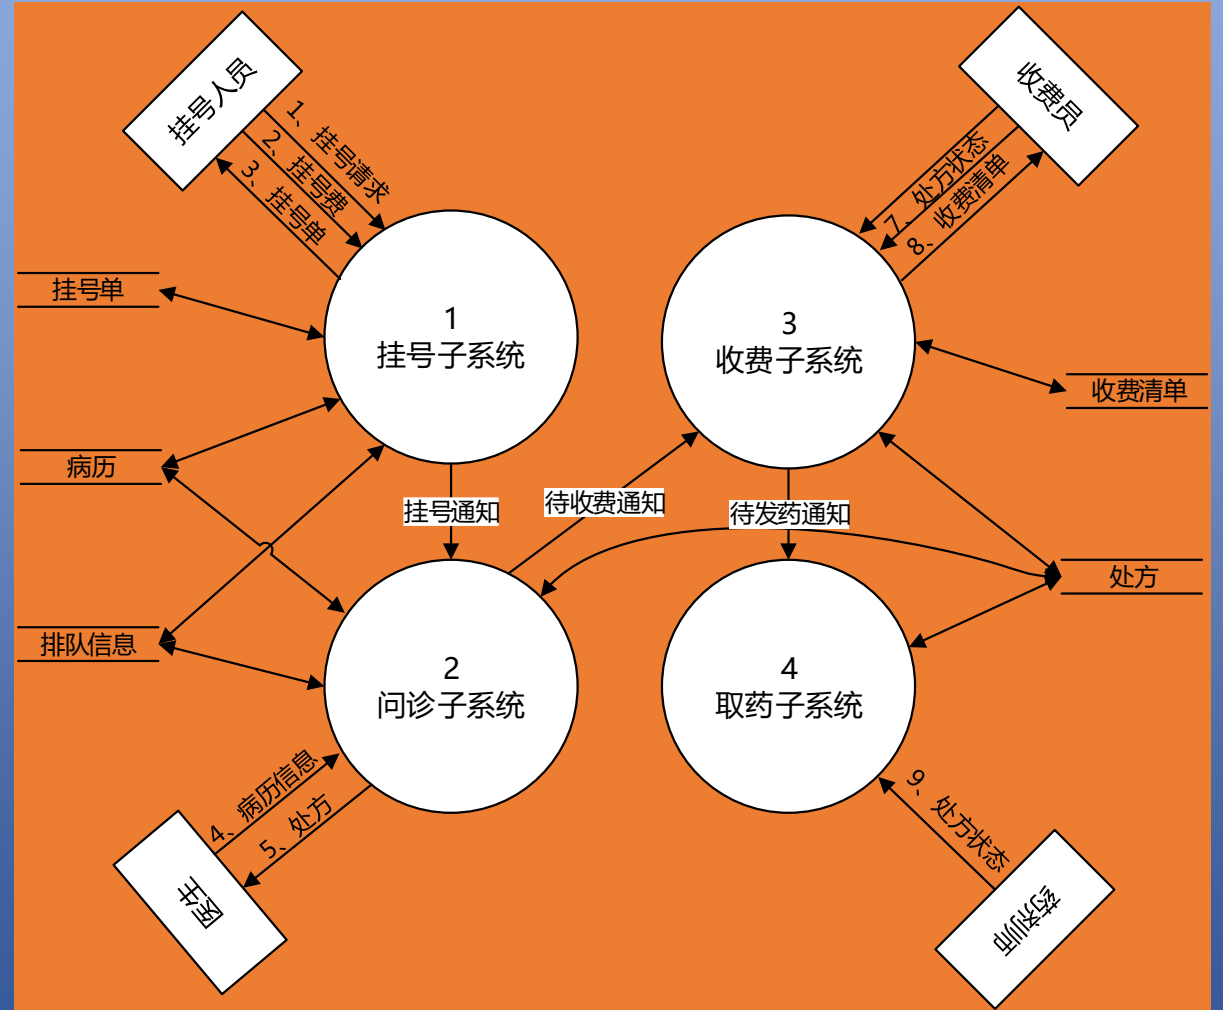 挂号人员
1、挂号请求
2、挂号费
3、挂号单
收费员
7、处方状态
8、收费清单
挂号单
1
挂号子系统
3
收费子系统
收费清单
病历
挂号通知
待收费通知
待发药通知
处方
排队信息
2
问诊子系统
4
取药子系统
4、病历信息
5、处方
医生
9、处方状态
药剂师